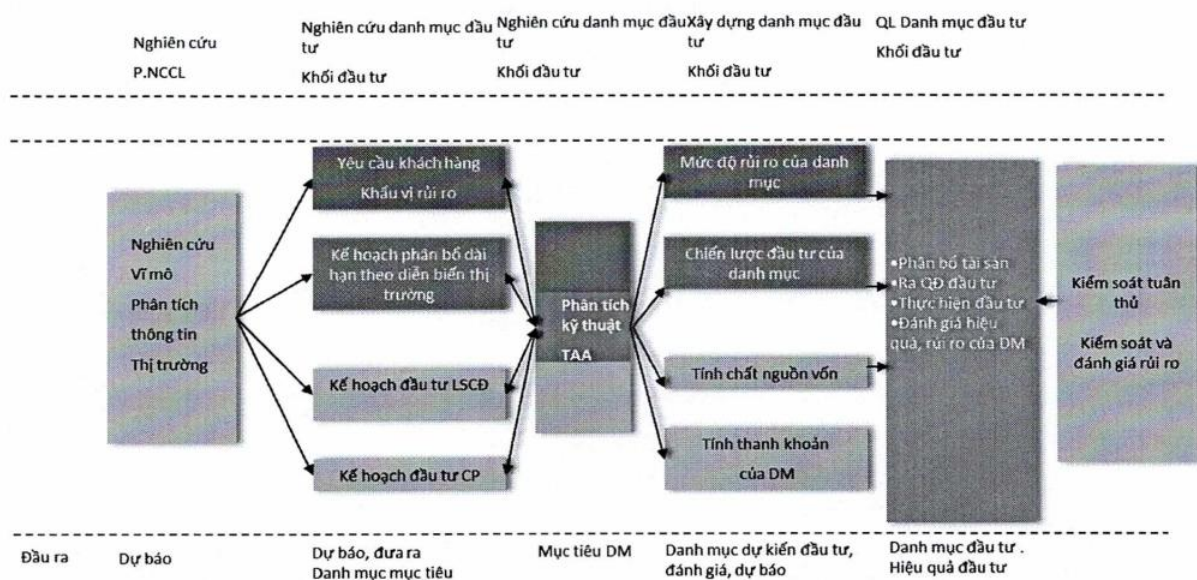 Nghiên cứu
P.NCCL
Nghiên cứu danh mục đầu
tư
Khối đầu tư
Nghiên cứu danh mục đầu
tư
Khối đầu tư
Xây dựng danh mục đầu
tư
Khối đầu tư
QL Danh mục đầu tư
Khối đầu tư
Nghiên cứu
Vĩ mô
Phân tích
thông tin
Thị trường
Yêu cầu khách hàng
Khẩu vị rủi ro
Kế hoạch phân bổ dài
hạn theo diễn biến thị
trường
Kế hoạch đầu tư LSCĐ
Kế hoạch đầu tư CP
Phân tích
kỹ thuật
TAA
Mức độ rủi ro của danh
mục
Chiến lược đầu tư của
danh mục
Tính chất nguồn vốn
Tính thanh khoản
của DM
•Phân bổ tài sản
•Ra QĐ đầu tư
•Thực hiện đầu tư
•Đánh giá hiệu
quả, rủi ro của DM
Kiểm soát tuân
thủ
Kiểm soát và
đánh giá rủi ro
Đầu ra
Dự báo
Dự báo, đưa ra
Danh mục mục tiêu
Mục tiêu DM
Danh mục dự kiến đầu tư,
đánh giá, dự báo
Danh mục đầu tư .
Hiệu quả đầu tư